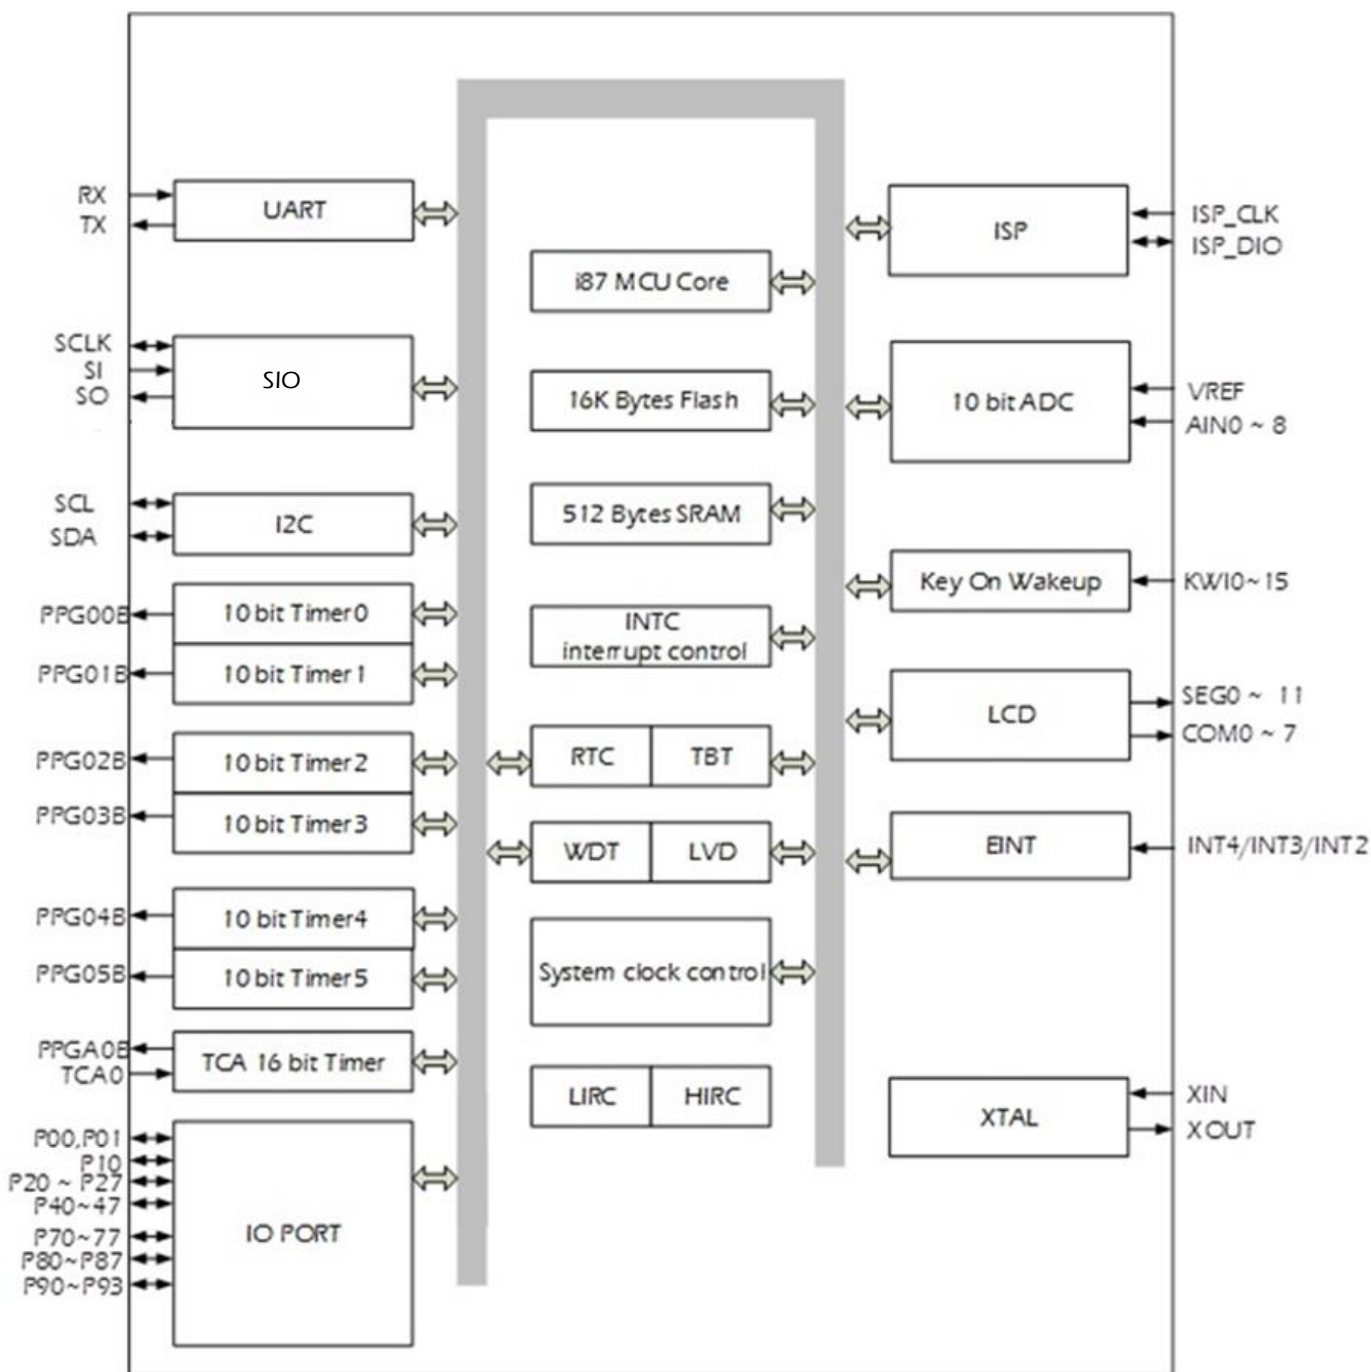 RX
TX
UART
SCLK
SI
SO
SIO
SCL
SDA
I2C
PPG00B
10 bit Timer0
PPG01B
10 bit Timer1
PPG02B
10 bit Timer2
PPG03B
10 bit Timer3
PPG04B
10 bit Timer4
PPG05B
10 bit Timer5
PPGA0B
TCA0
TCA 16 bit Timer
P00,P01
P10
P20 ~ P27
P40~47
P70~77
P80~P87
P90~P93
IO PORT
i87 MCU Core
16K Bytes Flash
512 Bytes SRAM
INTC
interrupt control
RTC
TBT
WDT
LVD
System clock control
LIRC
HIRC
ISP
ISP_CLK
ISP_DIO
10 bit ADC
VREF
AIN0 ~ 8
Key On Wakeup
KWI0~15
LCD
SEG0 ~ 11
COM0 ~ 7
EINT
INT4/INT3/INT2
XTAL
XIN
XOUT